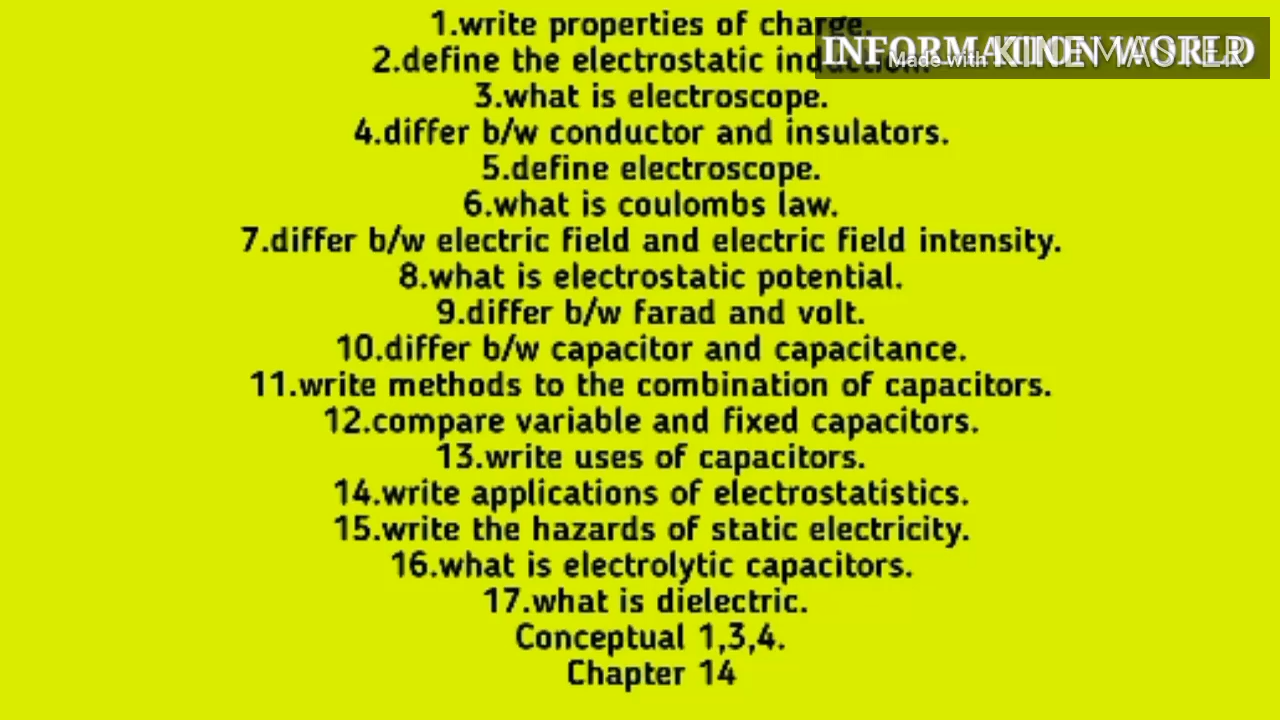 1.write properties of charge.
INFORMATION WORLD
Made with KINEMASTER
2.define the electrostatic induction.
3.what is electroscope.
4.differ b/w conductor and insulators.
5.define electroscope.
6.what is coulombs law.
7.differ b/w electric field and electric field intensity.
8.what is electrostatic potential.
9.differ b/w farad and volt.
10.differ b/w capacitor and capacitance.
11.write methods to the combination of capacitors.
12.compare variable and fixed capacitors.
13.write uses of capacitors.
14.write applications of electrostatistics.
15.write the hazards of static electricity.
16.what is electrolytic capacitors.
17.what is dielectric.
Conceptual 1,3,4.
Chapter 14